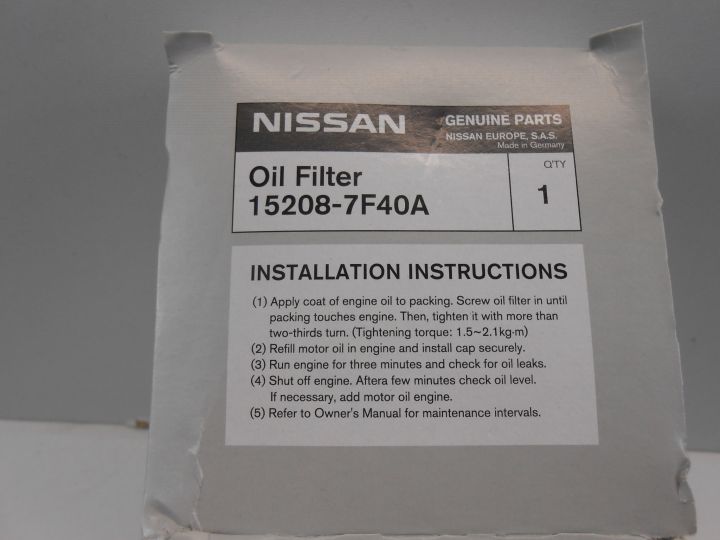 NISSAN
GENUINE PARTS
NISSAN EUROPE, S.A.S.
Made in Germany
Oil Filter
15208-7F40A
Q'TY
1
INSTALLATION INSTRUCTIONS
(1) Apply coat of engine oil to packing. Screw oil filter in until
packing touches engine. Then, tighten it with more than
two-thirds turn. (Tightening torque: 1.5~2.1kg·m)
(2) Refill motor oil in engine and install cap securely.
(3) Run engine for three minutes and check for oil leaks.
(4) Shut off engine. Aftera few minutes check oil level.
If necessary, add motor oil engine.
(5) Refer to Owner's Manual for maintenance intervals.